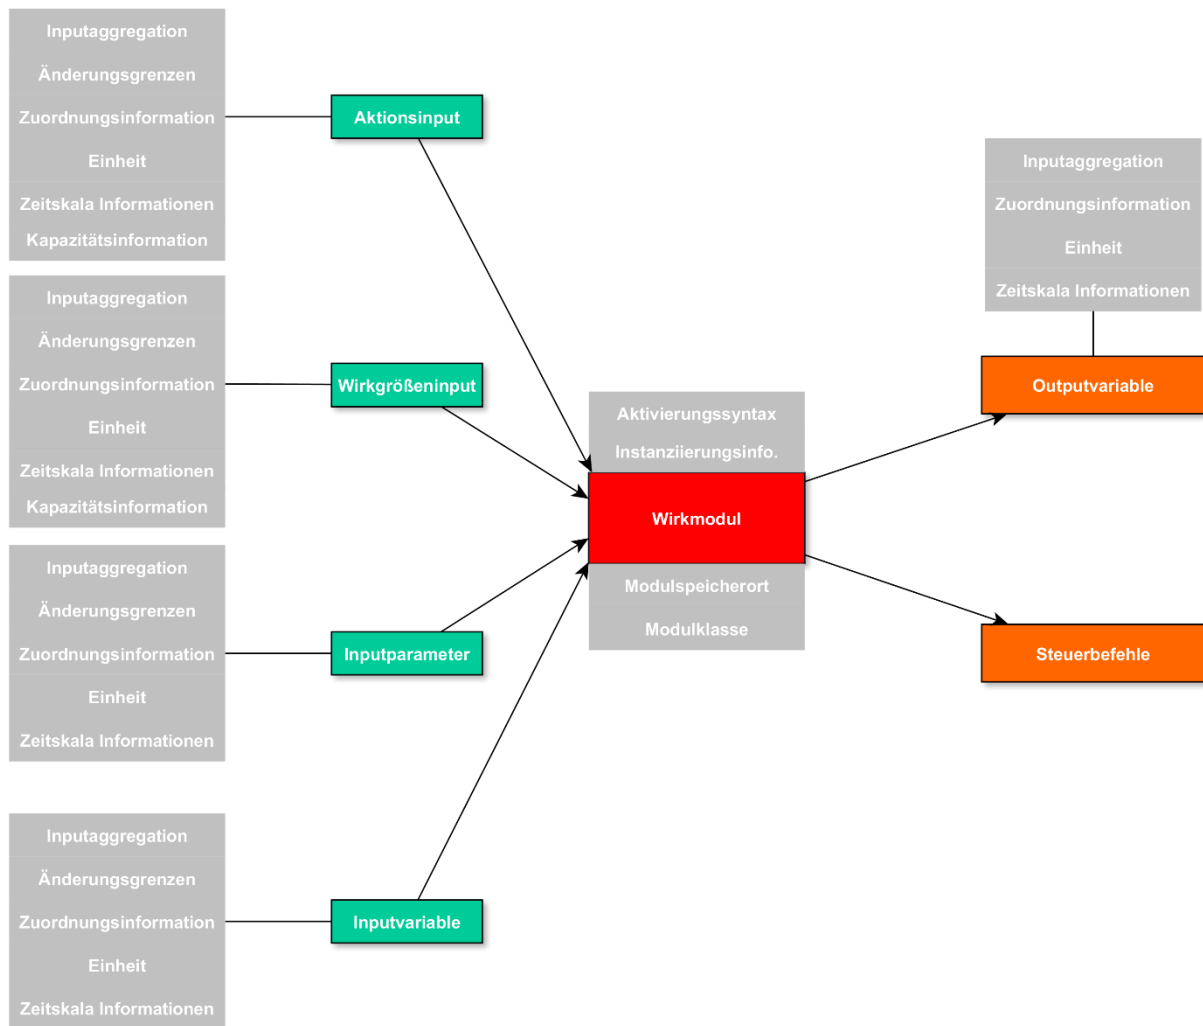 Inputaggregation
Änderungsgrenzen
Zuordnungsinformation
Einheit
Zeitskala Informationen
Kapazitätsinformation
Aktionsinput
Inputaggregation
Änderungsgrenzen
Zuordnungsinformation
Einheit
Zeitskala Informationen
Kapazitätsinformation
Wirkgrößeninput
Inputaggregation
Änderungsgrenzen
Zuordnungsinformation
Einheit
Zeitskala Informationen
Inputparameter
Inputaggregation
Änderungsgrenzen
Zuordnungsinformation
Einheit
Zeitskala Informationen
Inputvariable
Aktivierungssyntax
Instanziierungsinfo.
Wirkmodul
Modulspeicherort
Modulklasse
Inputaggregation
Zuordnungsinformation
Einheit
Zeitskala Informationen
Outputvariable
Steuerbefehle